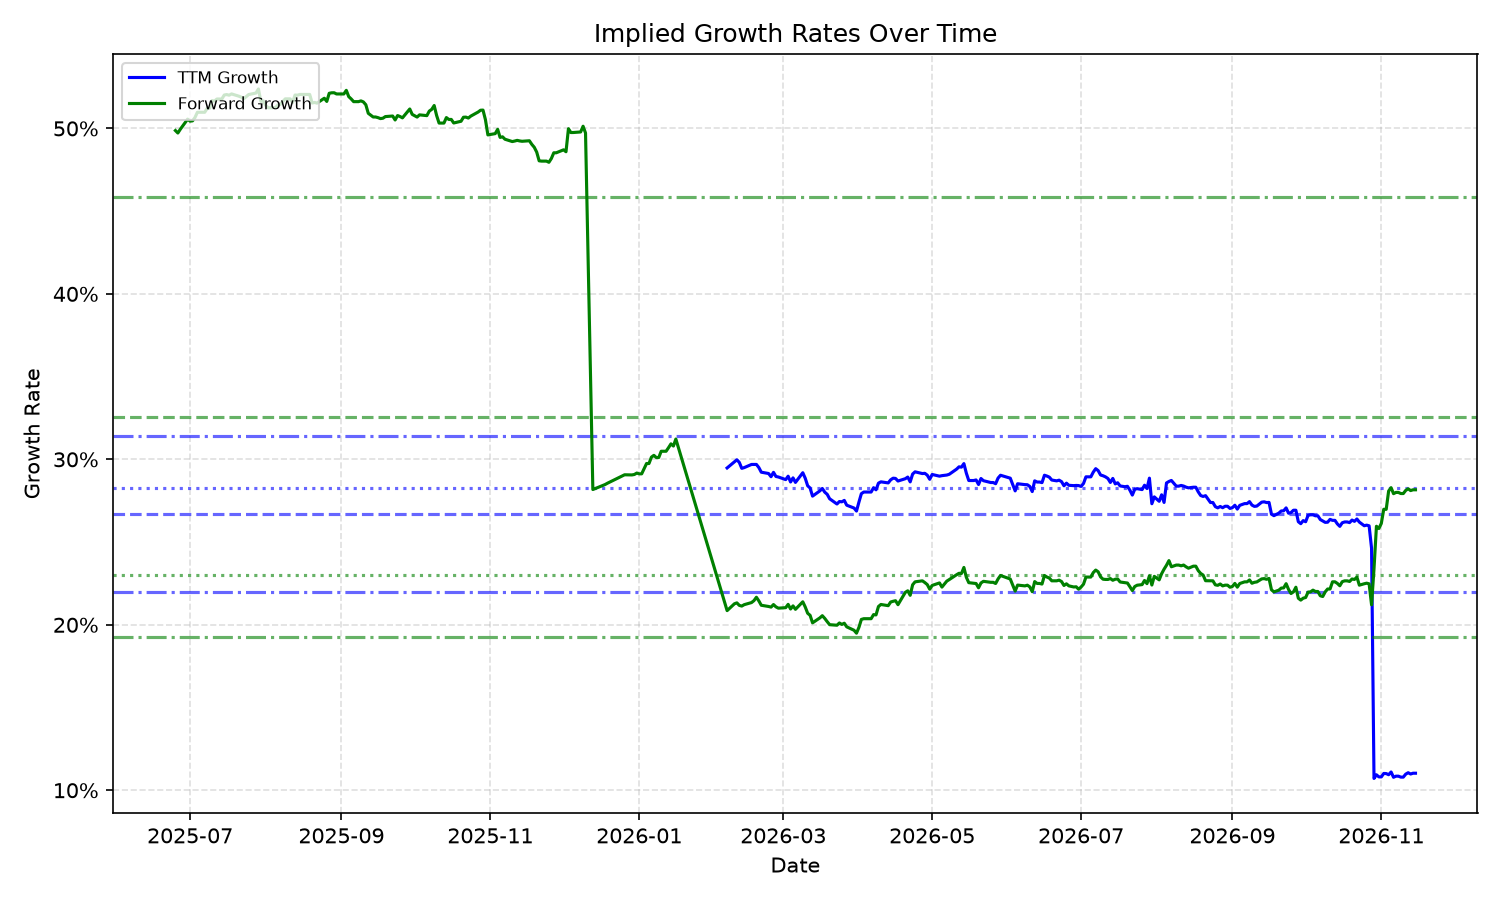 Implied Growth Rates Over Time
TTM Growth
Forward Growth
Growth Rate
50%
40%
30%
20%
10%
2025-07
2025-09
2025-11
2026-01
2026-03
2026-05
2026-07
2026-09
2026-11
Date